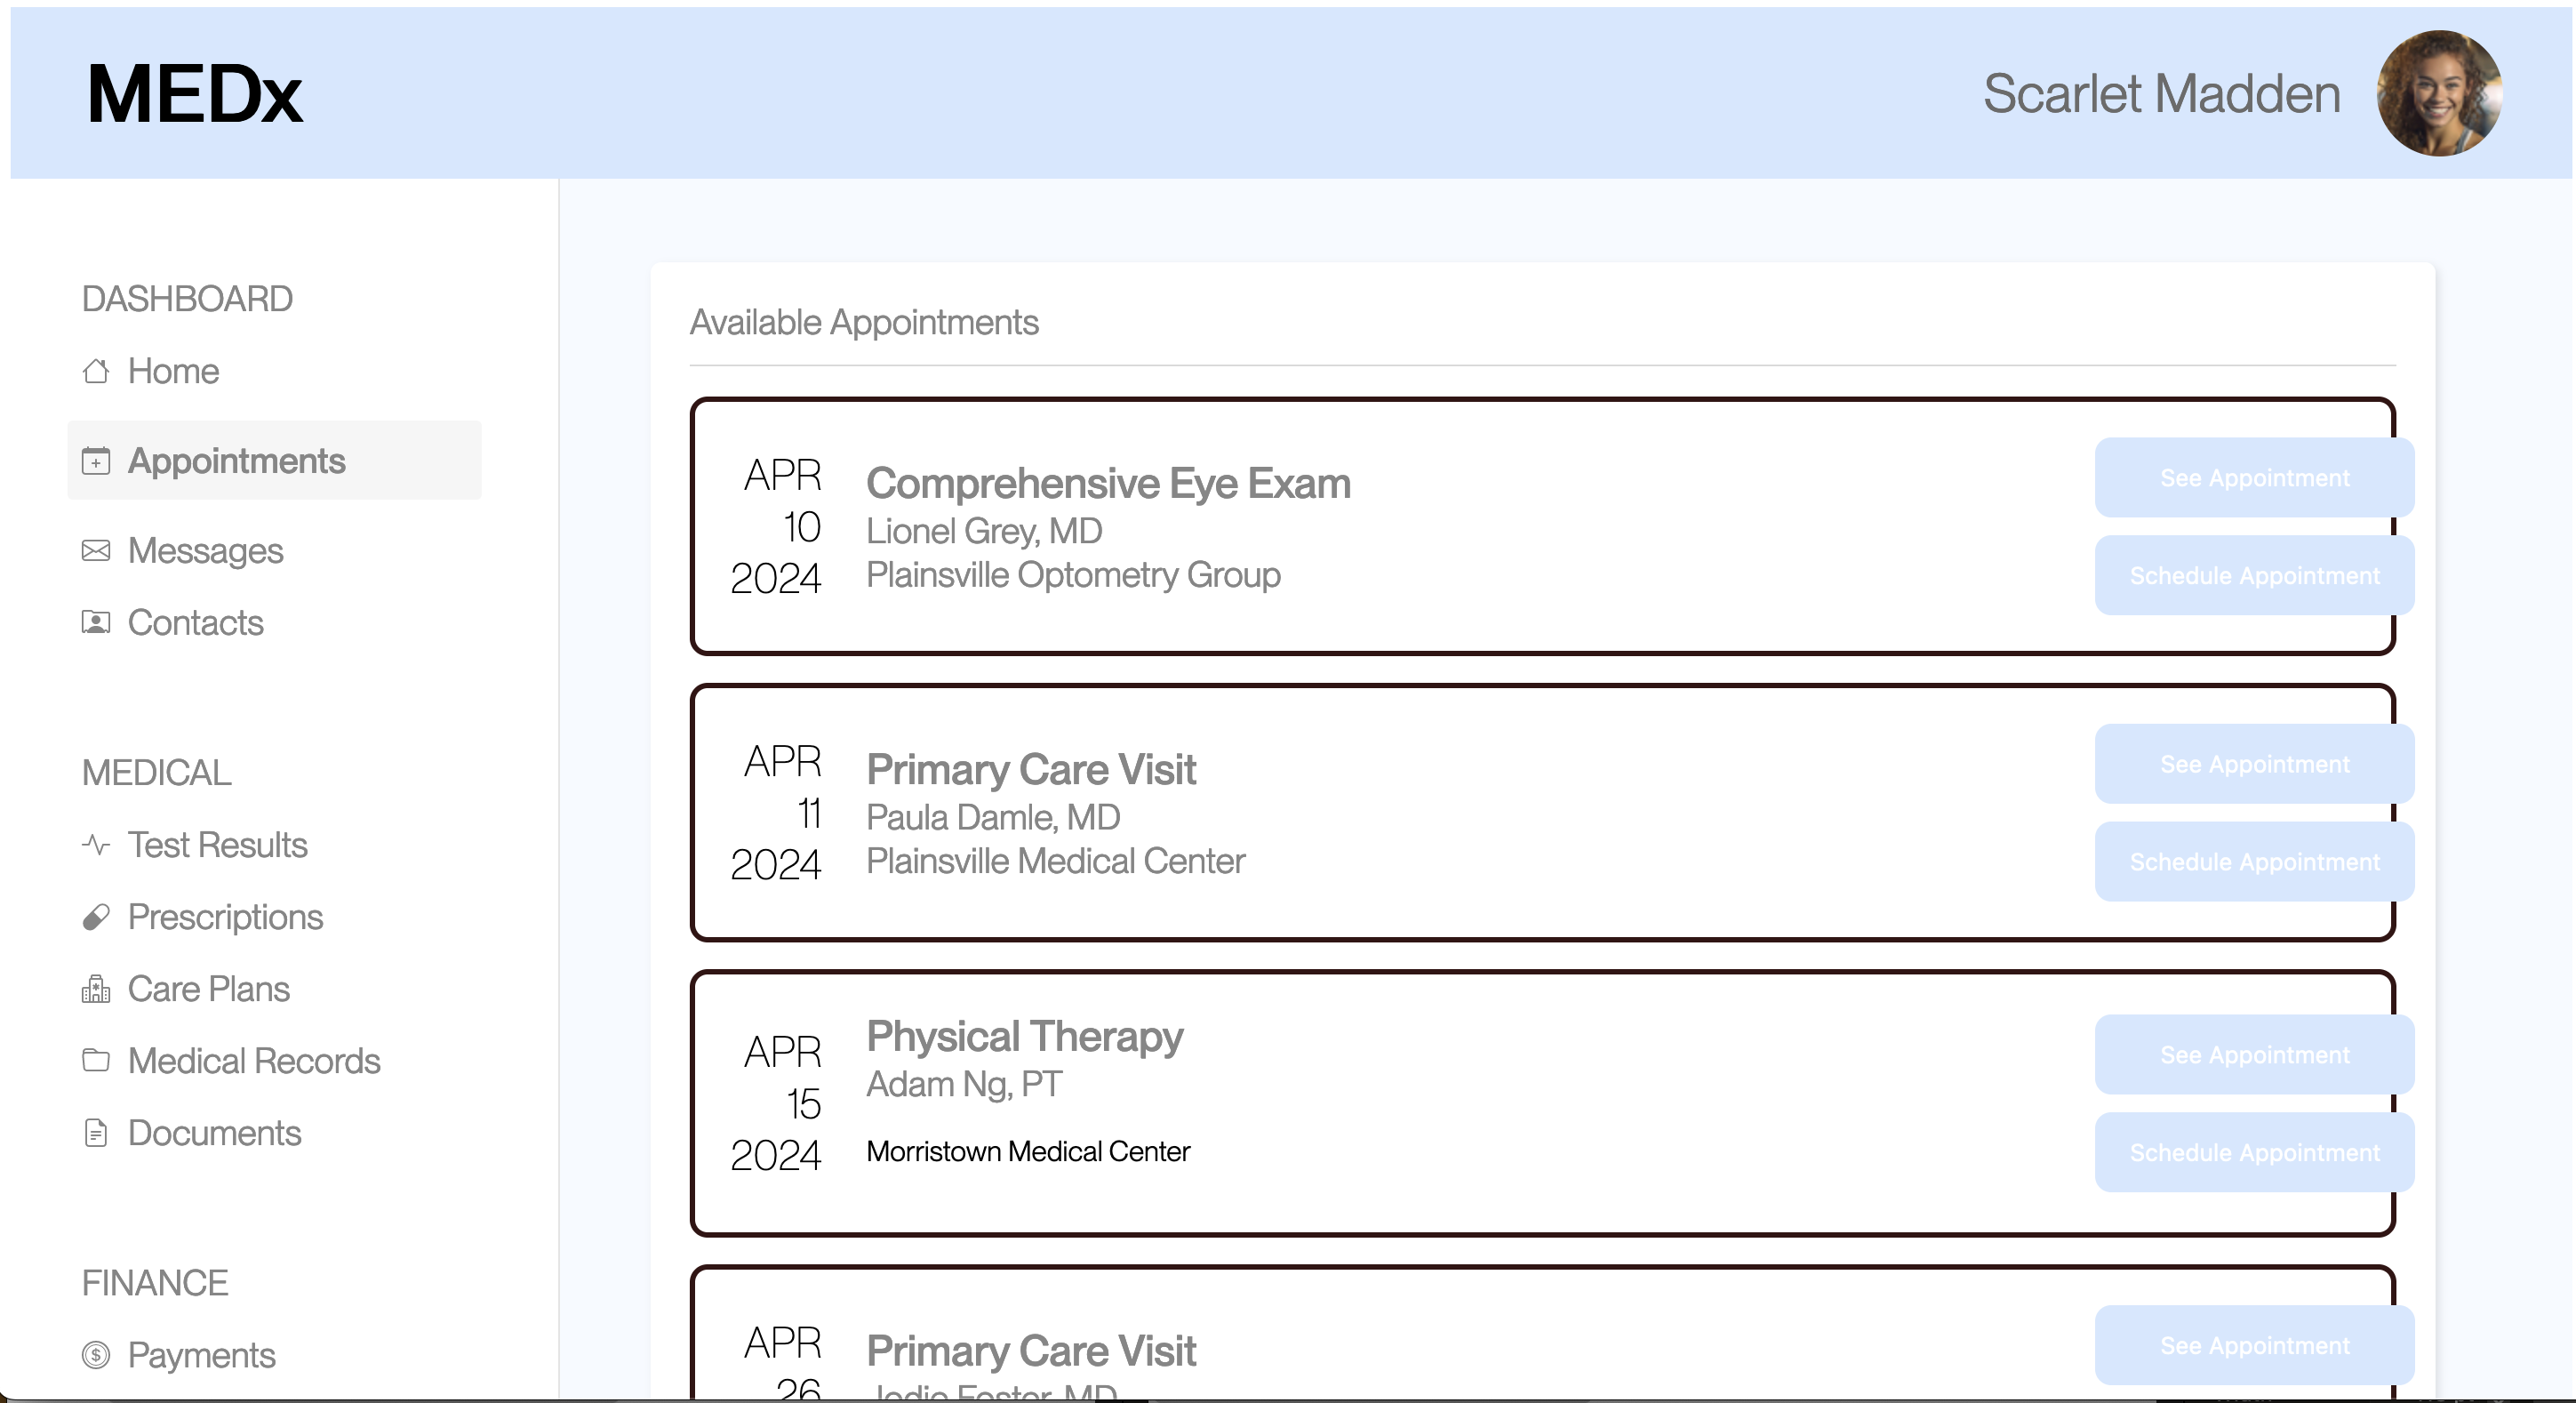 MEDx
Scarlet Madden
DASHBOARD
Home
Appointments
Messages
Contacts
MEDICAL
Test Results
Prescriptions
Care Plans
Medical Records
Documents
FINANCE
Payments
Available Appointments
APR
10
2024
Comprehensive Eye Exam
Lionel Grey, MD
Plainsville Optometry Group
See Appointment
Schedule Appointment
APR
11
2024
Primary Care Visit
Paula Damle, MD
Plainsville Medical Center
See Appointment
Schedule Appointment
APR
15
2024
Physical Therapy
Adam Ng, PT
Morristown Medical Center
See Appointment
Schedule Appointment
APR
26
Primary Care Visit
Jodie Foster, MD
See Appointment